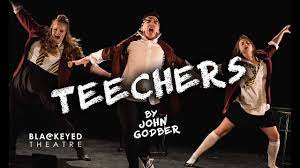 TEECHERS
BY
JOHN
GODBER
BLACKEYED
THEATRE